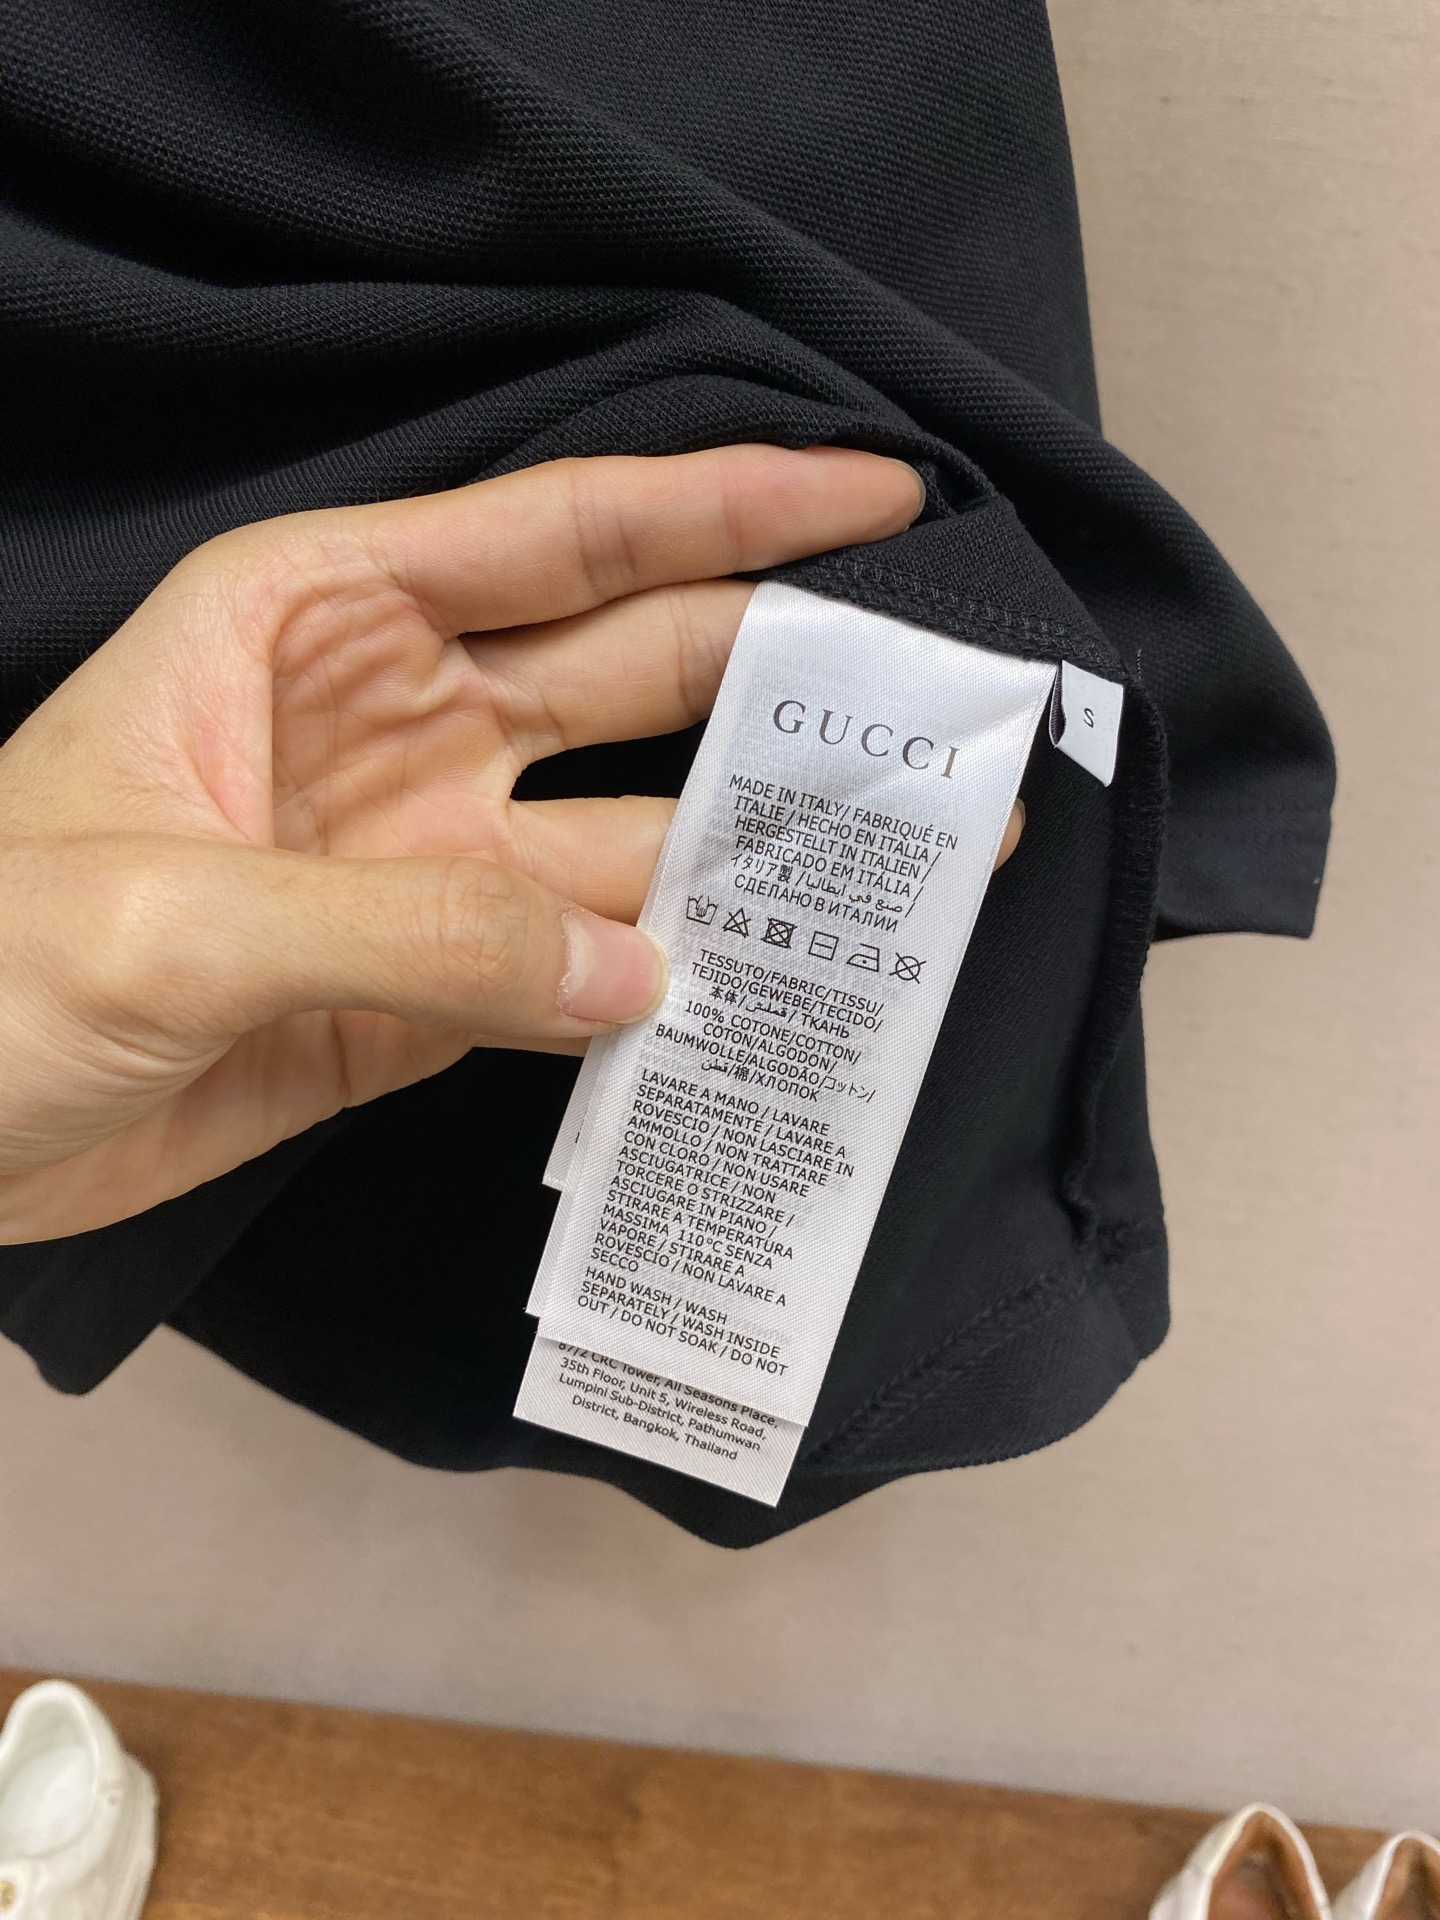 GUCCI
S
MADE IN ITALY/ FABRIQUÉ EN
ITALIE / HECHO EN ITALIA /
HERGESTELLT IN ITALIEN /
FABRICADO EM ITÁLIA /
イタリア製 / صنع في ايطاليا /
СДЕЛАНО В ИТАЛИИ
TESSUTO/FABRIC/TISSU/
TEJIDO/GEWEBE/TECIDO/
本体/ قطش/ ТКАНЬ
100% COTONE/COTTON/
COTON/ALGODON/
BAUMWOLLE/ALGODÃO/コットン/
قطن/棉/ХЛОПОК
LAVARE A MANO / LAVARE
SEPARATAMENTE / LAVARE A
ROVESCIO / NON LASCIARE IN
AMMOLLO / NON TRATTARE
CON CLORO / NON USARE
ASCIUGATRICE / NON
TORCERE O STRIZZARE /
ASCIUGARE IN PIANO /
STIRARE A TEMPERATURA
MASSIMA 110°C SENZA
VAPORE / STIRARE A
ROVESCIO / NON LAVARE A
SECCO
HAND WASH / WASH
SEPARATELY / WASH INSIDE
OUT / DO NOT SOAK / DO NOT
87/2 CRC Tower, All Seasons Place,
35th Floor, Unit 5, Wireless Road,
Lumpini Sub-District, Pathumwan
District, Bangkok, Thailand